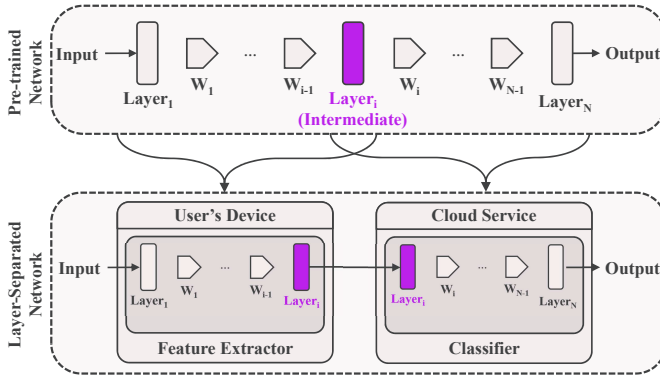 Pre-trained
Network
Input
Layer1
W1
...
Wi-1
Layeri
(Intermediate)
Wi
...
WN-1
LayerN
Output
Layer-Separated
Network
User's Device
Cloud Service
Input
Layer1
W1
...
Wi-1
Layeri
Layeri
Wi
...
WN-1
LayerN
Output
Feature Extractor
Classifier